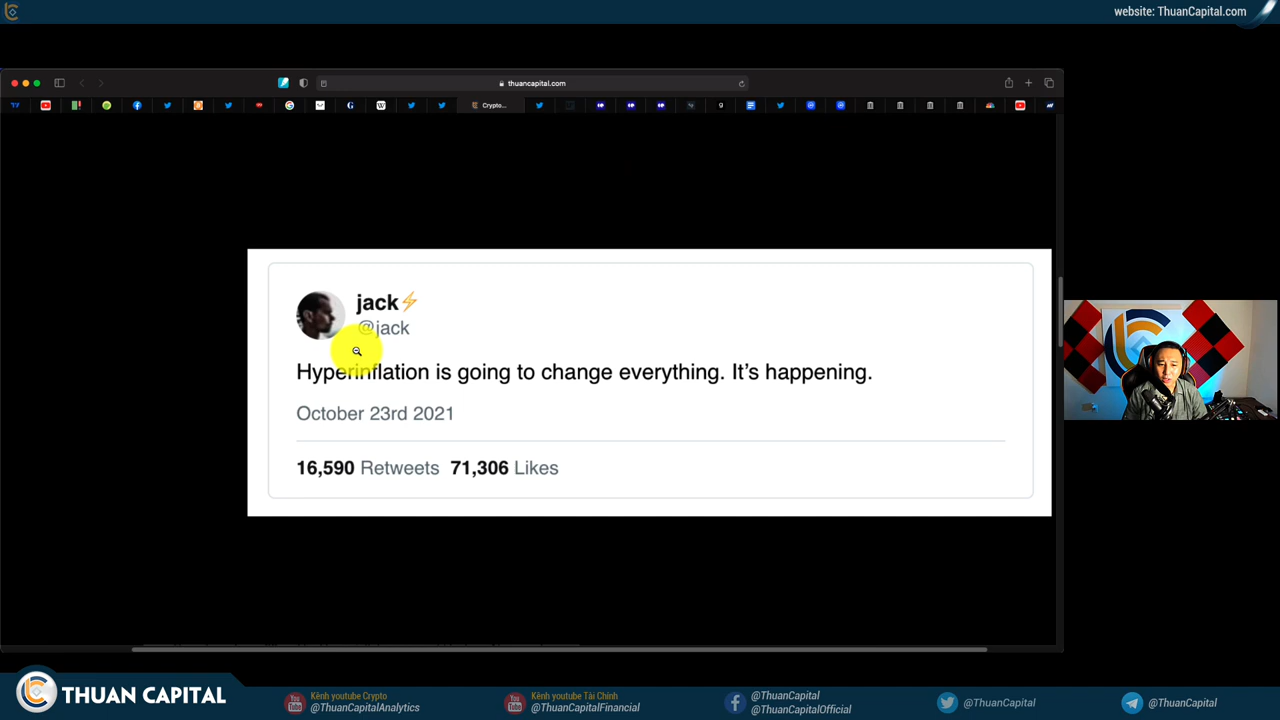 website: ThuanCapital.com
thuancapital.com
Crypto...
jack⚡
@jack
Hyperinflation is going to change everything. It's happening.
October 23rd 2021
16,590 Retweets 71,306 Likes
THUAN CAPITAL
Kênh youtube Crypto
@ThuanCapitalAnalytics
Kênh youtube Tài Chính
@ThuanCapitalFinancial
@ThuanCapital
@ThuanCapitalOfficial
@ThuanCapital
@ThuanCapital